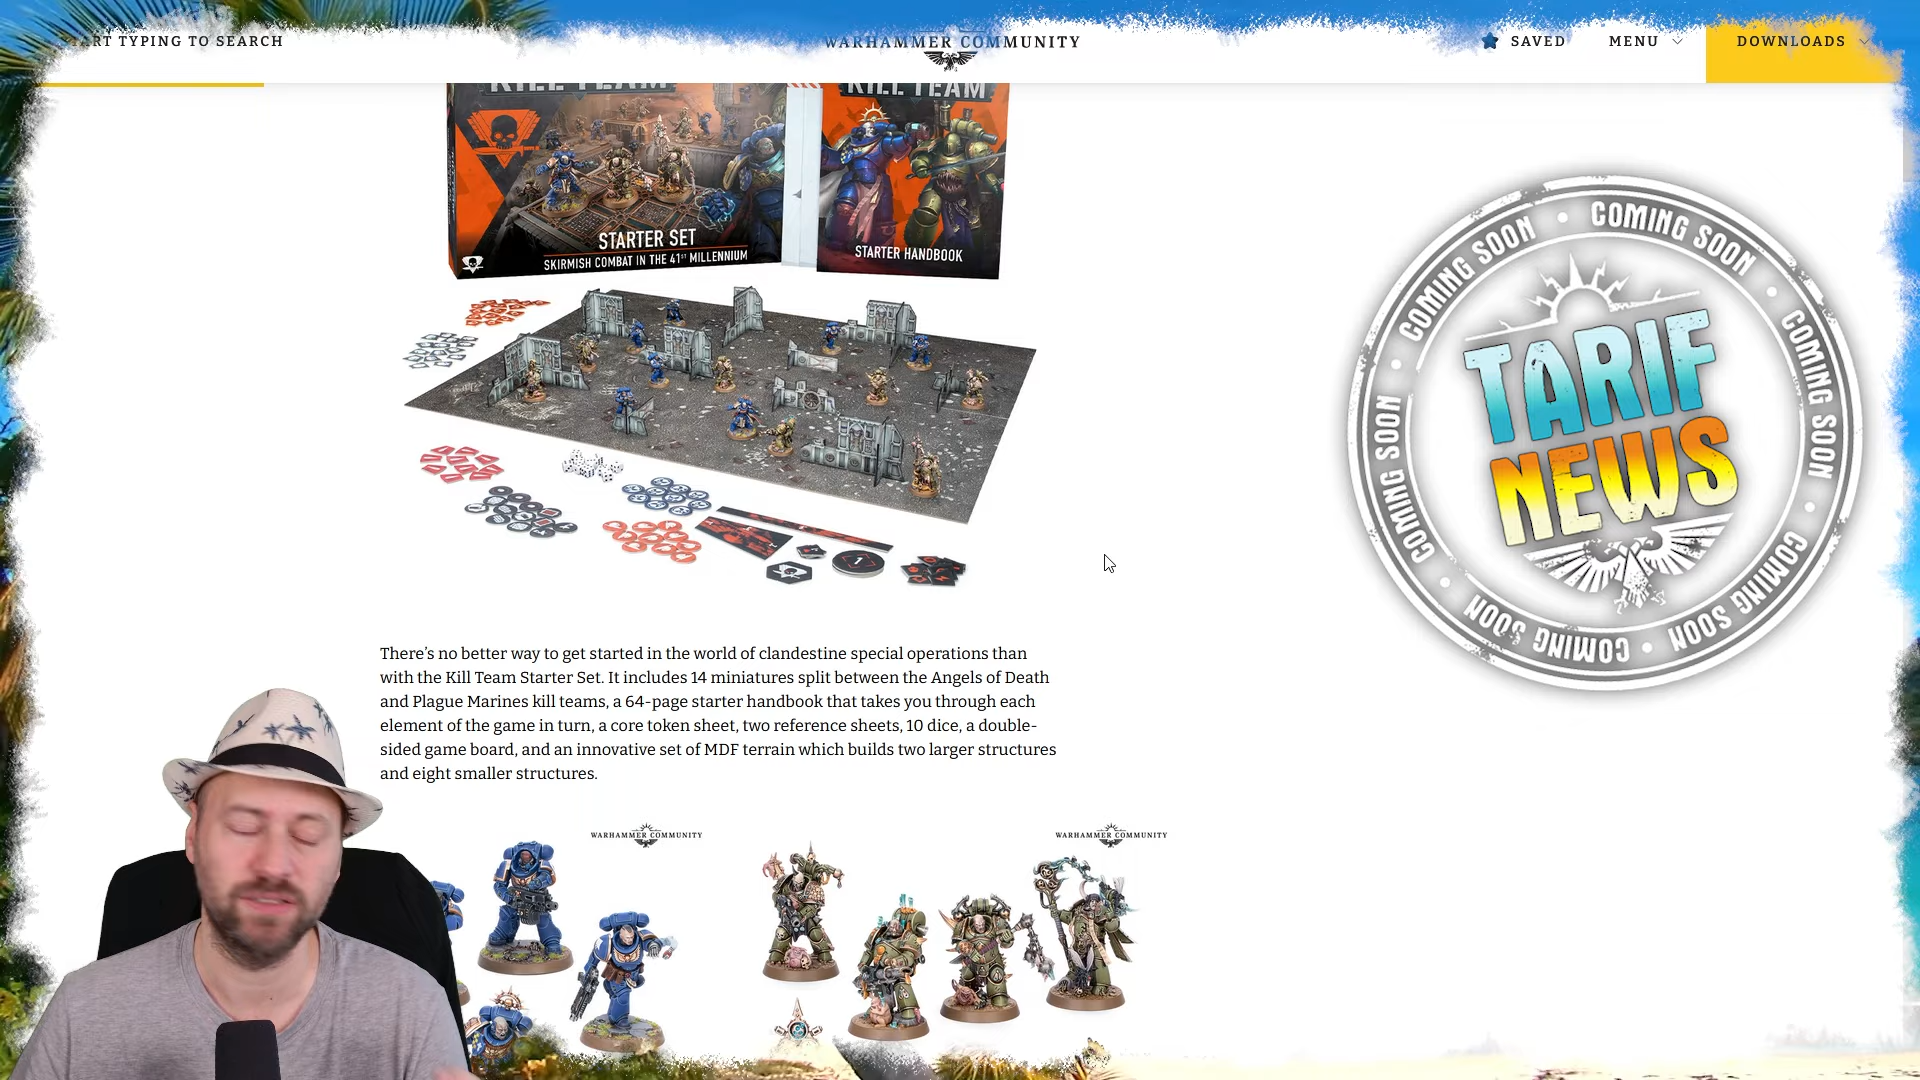 RT TYPING TO SEARCH
WARHAMMER COMMUNITY
SAVED
MENU
DOWNLOADS
KILL TEAM
KILL TEAM
STARTER SET
SKIRMISH COMBAT IN THE 41ST MILLENNIUM
STARTER HANDBOOK
1
COMING SOON • COMING SOON • COMING SOON • COMING SOON • COMING SOON • COMING SOON • COMING SOON
TARIF
NEWS
There’s no better way to get started in the world of clandestine special operations than
with the Kill Team Starter Set. It includes 14 miniatures split between the Angels of Death
and Plague Marines kill teams, a 64-page starter handbook that takes you through each
element of the game in turn, a core token sheet, two reference sheets, 10 dice, a double-
sided game board, and an innovative set of MDF terrain which builds two larger structures
and eight smaller structures.
WARHAMMER COMMUNITY
WARHAMMER COMMUNITY